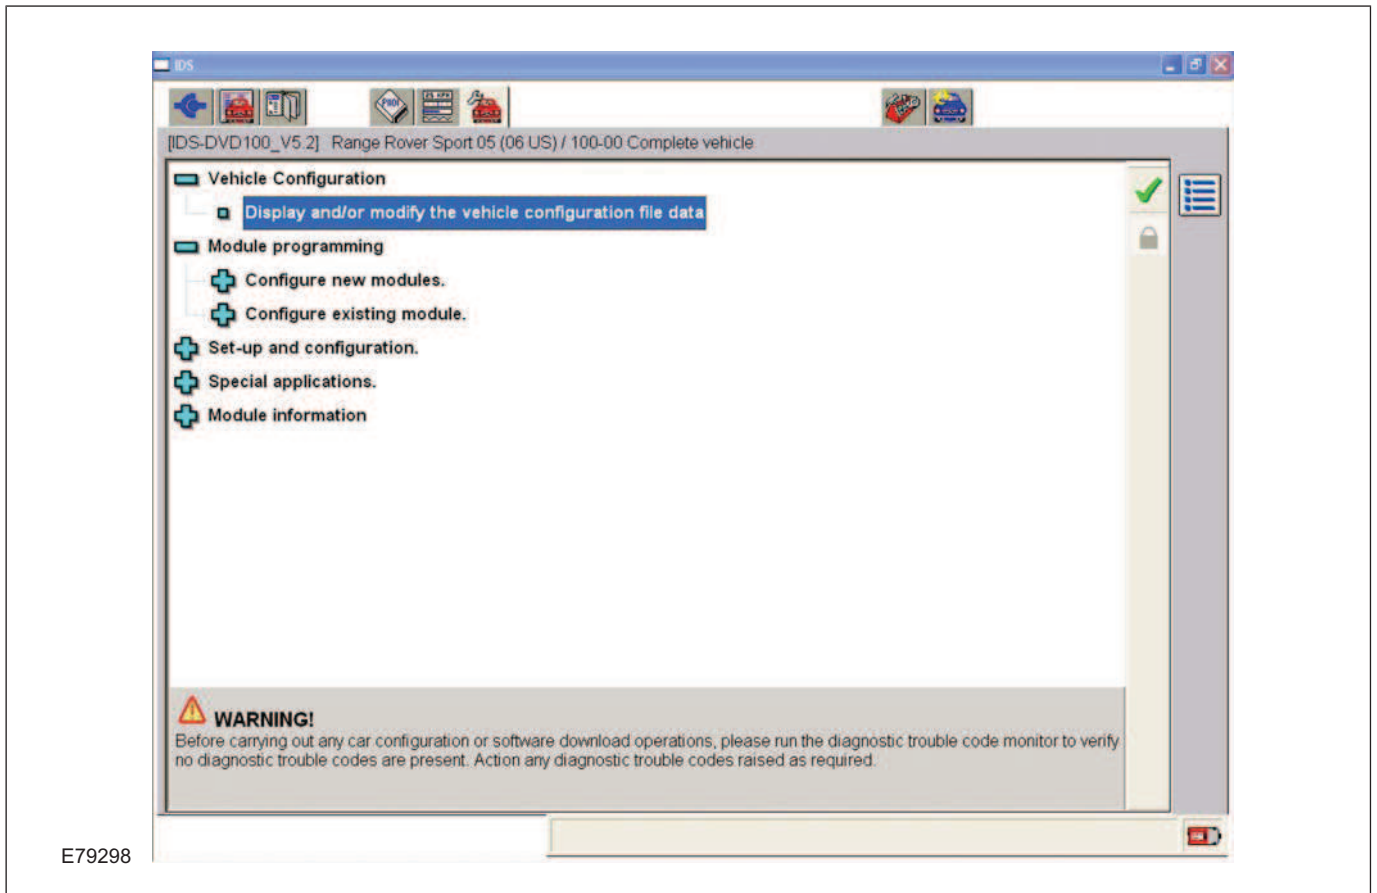 IDS
[IDS-DVD100_V5.2] Range Rover Sport 05 (06 US) / 100-00 Complete vehicle
Vehicle Configuration
Display and/or modify the vehicle configuration file data
Module programming
Configure new modules.
Configure existing module.
Set-up and configuration.
Special applications.
Module information
WARNING!
Before carrying out any car configuration or software download operations, please run the diagnostic trouble code monitor to verify
no diagnostic trouble codes are present. Action any diagnostic trouble codes raised as required.
E79298